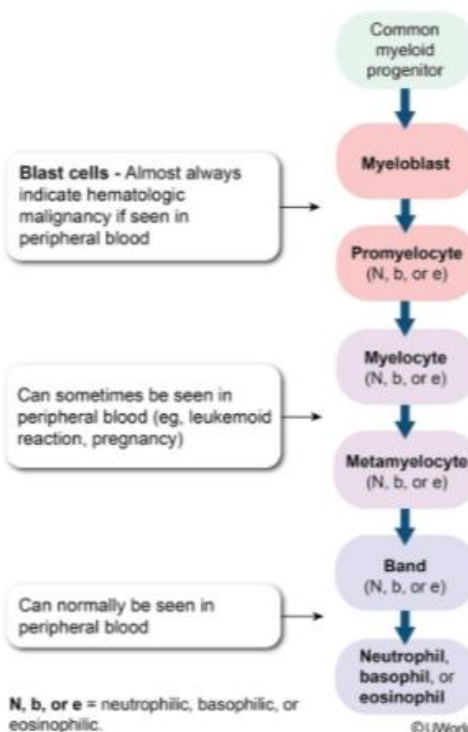 Common
myeloid
progenitor
Blast cells - Almost always
indicate hematologic
malignancy if seen in
peripheral blood
Myeloblast
Promyelocyte
(N, b, or e)
Can sometimes be seen in
peripheral blood (eg, leukemoid
reaction, pregnancy)
Myelocyte
(N, b, or e)
Metamyelocyte
(N, b, or e)
Can normally be seen in
peripheral blood
Band
(N, b, or e)
Neutrophil,
basophil, or
eosinophil
N, b, or e = neutrophilic, basophilic, or
eosinophilic.
©UWorld